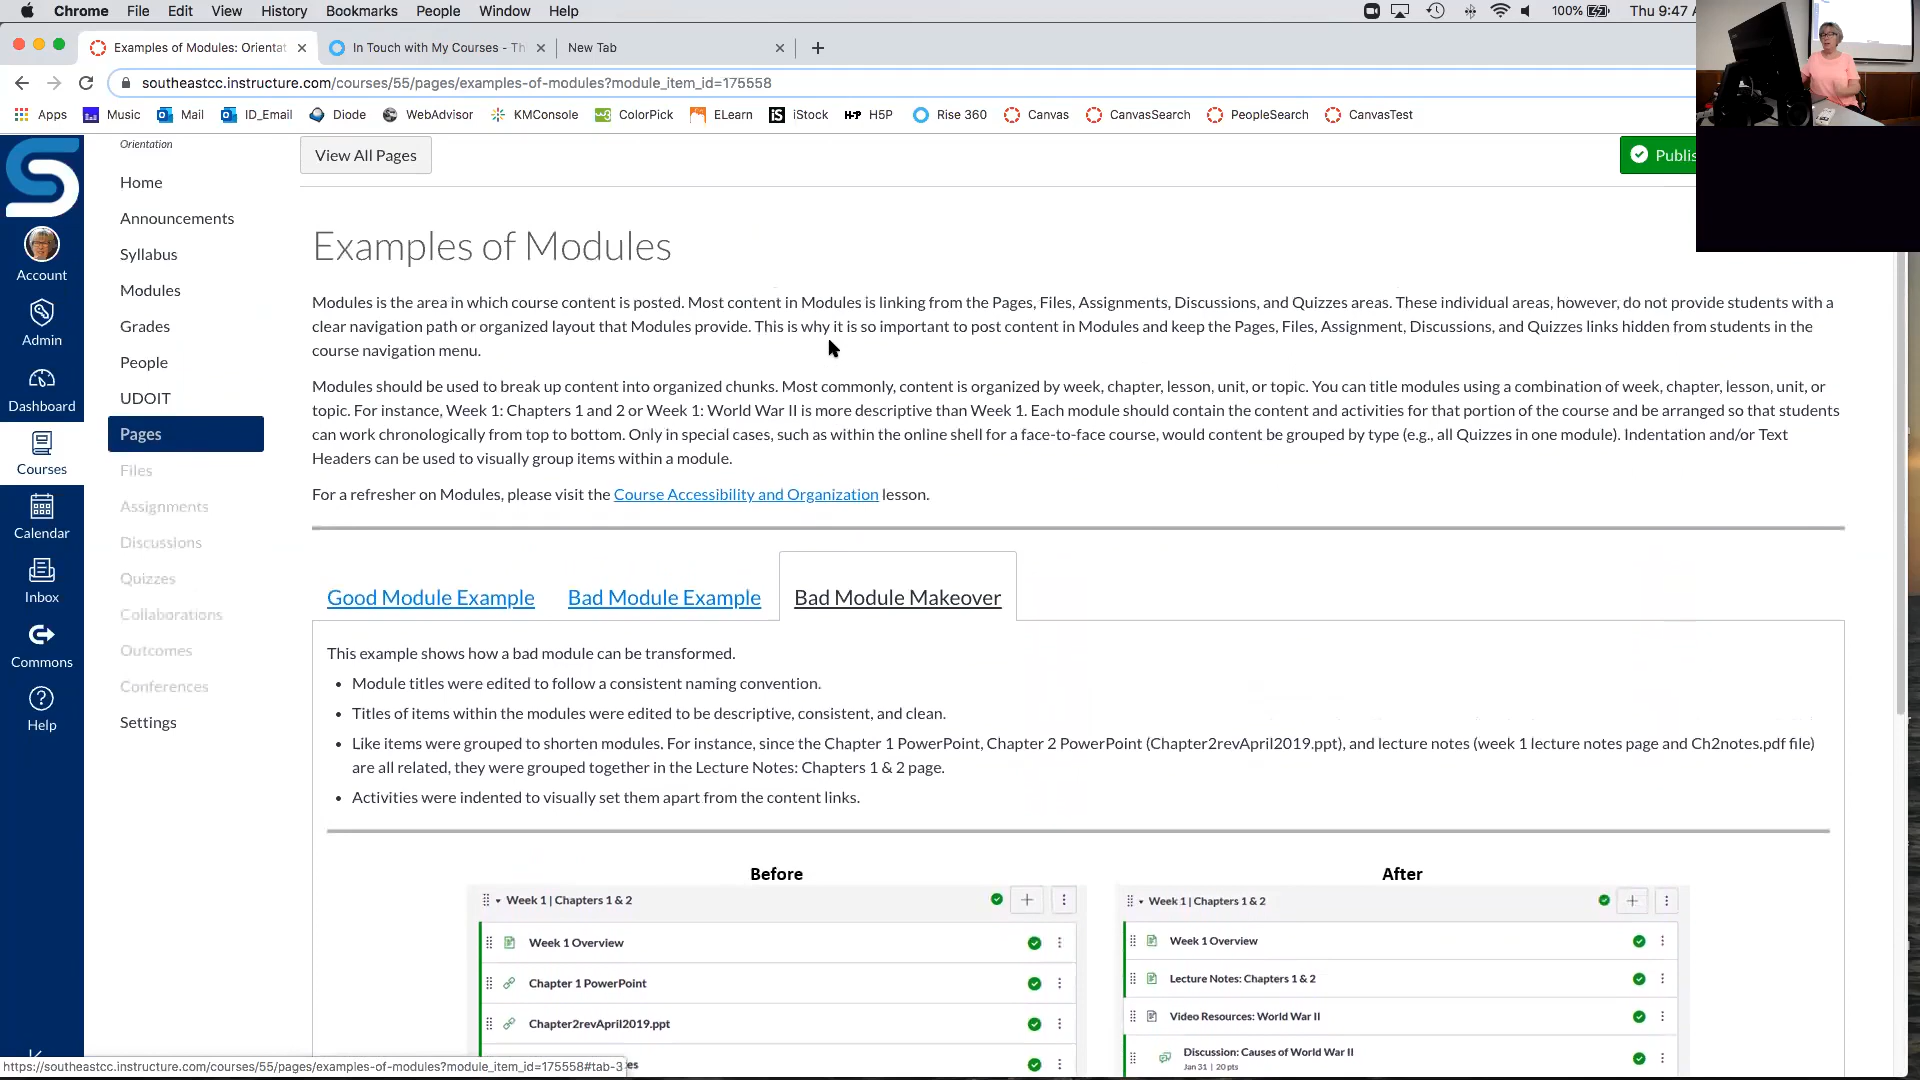 Chrome File Edit View History Bookmarks People Window Help 100% Thu 9:47
Examples of Modules: Orientat In Touch with My Courses - Th New Tab
southeastcc.instructure.com/courses/55/pages/examples-of-modules?module_item_id=175558
Apps Music Mail ID_Email Diode WebAdvisor KMConsole ColorPick ELearn iStock H5P Rise 360 Canvas CanvasSearch PeopleSearch CanvasTest
Account
Admin
Dashboard
Courses
Calendar
Inbox
Commons
Help
Orientation
Home
Announcements
Syllabus
Modules
Grades
People
UDOIT
Pages
Files
Assignments
Discussions
Quizzes
Collaborations
Outcomes
Conferences
Settings
View All Pages
Publis
Examples of Modules
Modules is the area in which course content is posted. Most content in Modules is linking from the Pages, Files, Assignments, Discussions, and Quizzes areas. These individual areas, however, do not provide students with a
clear navigation path or organized layout that Modules provide. This is why it is so important to post content in Modules and keep the Pages, Files, Assignment, Discussions, and Quizzes links hidden from students in the
course navigation menu.
Modules should be used to break up content into organized chunks. Most commonly, content is organized by week, chapter, lesson, unit, or topic. You can title modules using a combination of week, chapter, lesson, unit, or
topic. For instance, Week 1: Chapters 1 and 2 or Week 1: World War II is more descriptive than Week 1. Each module should contain the content and activities for that portion of the course and be arranged so that students
can work chronologically from top to bottom. Only in special cases, such as within the online shell for a face-to-face course, would content be grouped by type (e.g., all Quizzes in one module). Indentation and/or Text
Headers can be used to visually group items within a module.
For a refresher on Modules, please visit the Course Accessibility and Organization lesson.
Good Module Example Bad Module Example Bad Module Makeover
This example shows how a bad module can be transformed.
• Module titles were edited to follow a consistent naming convention.
• Titles of items within the modules were edited to be descriptive, consistent, and clean.
• Like items were grouped to shorten modules. For instance, since the Chapter 1 PowerPoint, Chapter 2 PowerPoint (Chapter2revApril2019.ppt), and lecture notes (week 1 lecture notes page and Ch2notes.pdf file)
are all related, they were grouped together in the Lecture Notes: Chapters 1 & 2 page.
• Activities were indented to visually set them apart from the content links.
Before
Week 1 | Chapters 1 & 2
Week 1 Overview
Chapter 1 PowerPoint
Chapter2revApril2019.ppt
es
After
Week 1 | Chapters 1 & 2
Week 1 Overview
Lecture Notes: Chapters 1 & 2
Video Resources: World War II
Discussion: Causes of World War II
Jan 31 | 20 pts
https://southeastcc.instructure.com/courses/55/pages/examples-of-modules?module_item_id=175558#tab-3